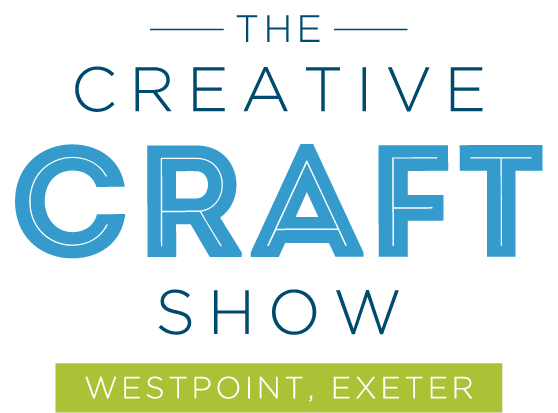 THE
CREATIVE
CRAFT
SHOW
WESTPOINT, EXETER